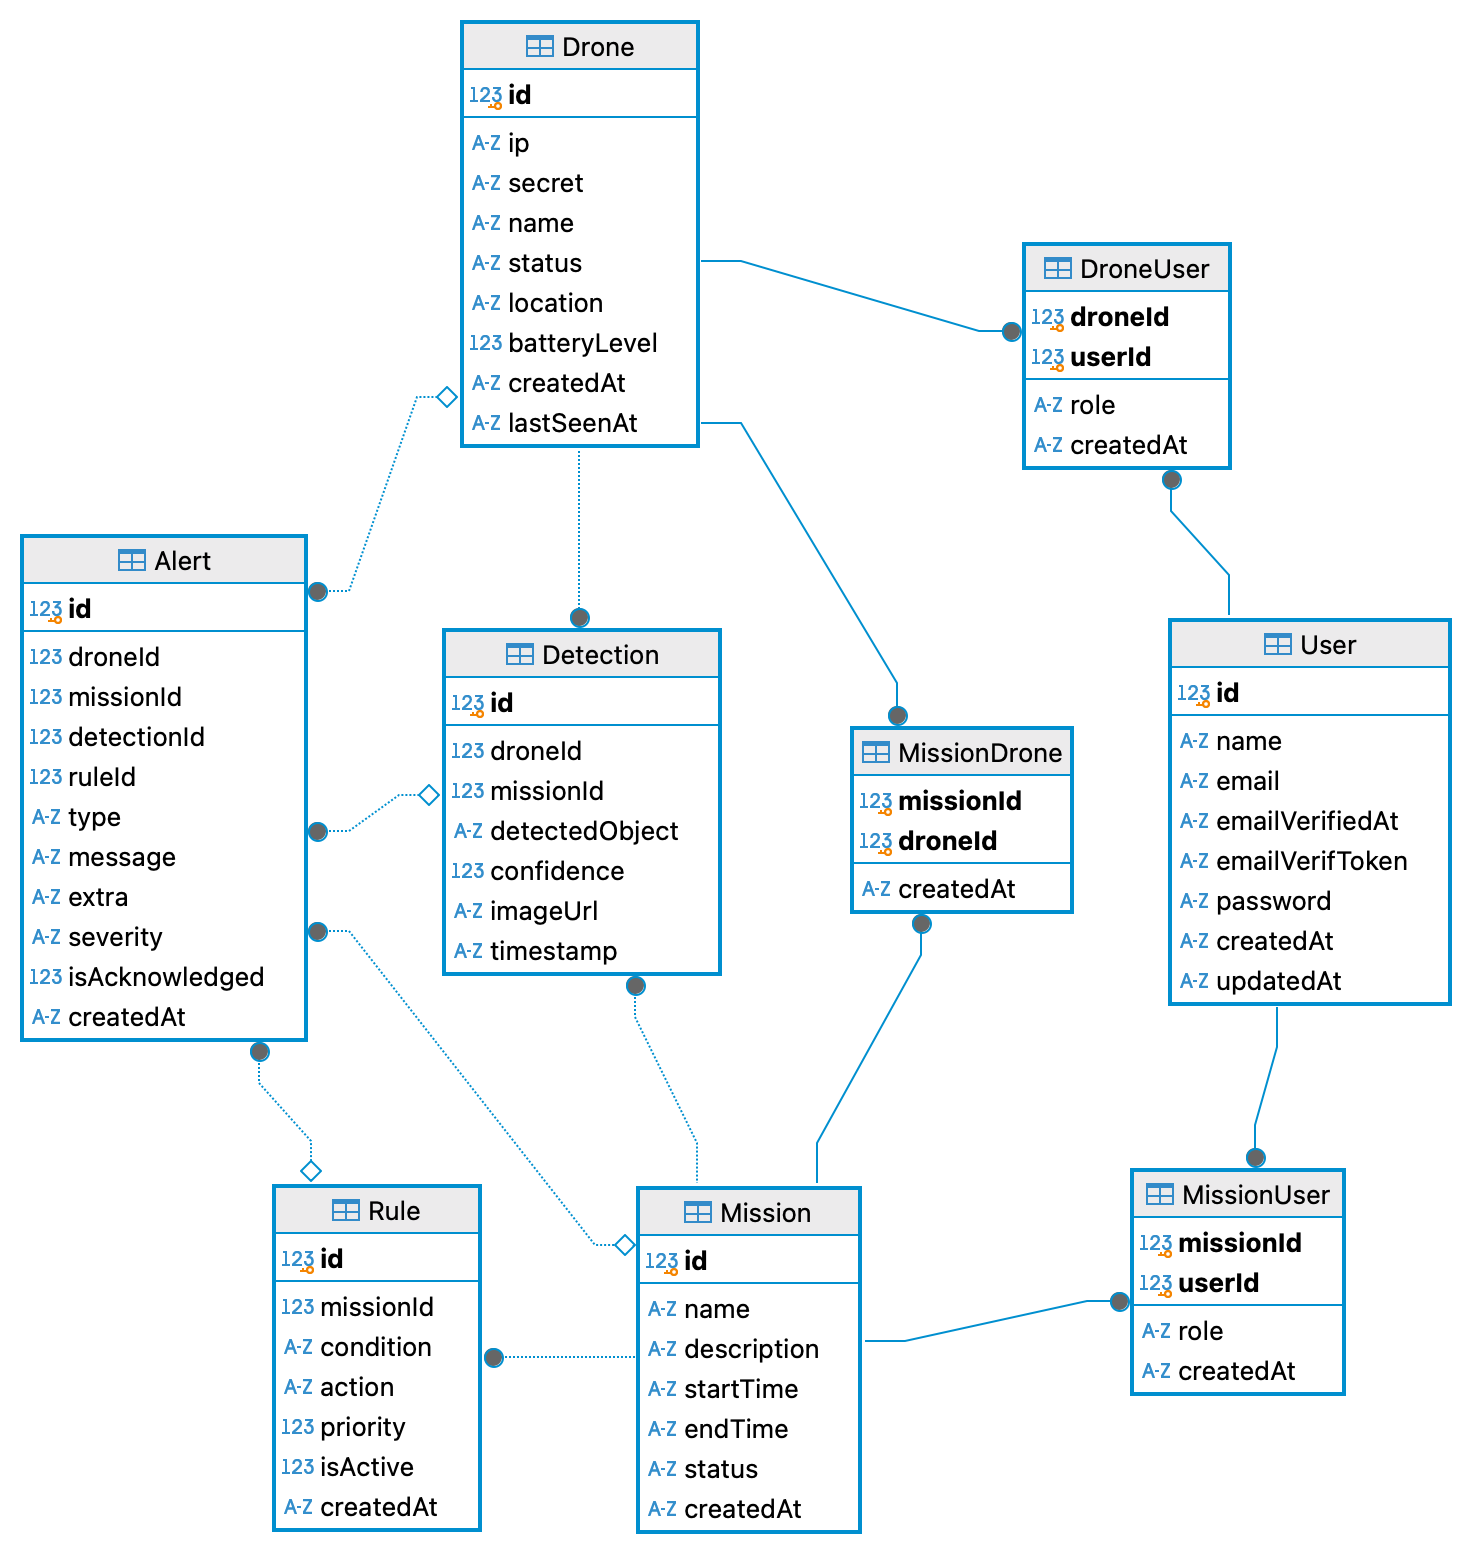 Drone
123 id
A-Z ip
A-Z secret
A-Z name
A-Z status
A-Z location
123 batteryLevel
A-Z createdAt
A-Z lastSeenAt
DroneUser
123 droneId
123 userId
A-Z role
A-Z createdAt
Alert
123 id
123 droneId
123 missionId
123 detectionId
123 ruleId
A-Z type
A-Z message
A-Z extra
A-Z severity
123 isAcknowledged
A-Z createdAt
Detection
123 id
123 droneId
123 missionId
A-Z detectedObject
123 confidence
A-Z imageUrl
A-Z timestamp
MissionDrone
123 missionId
123 droneId
A-Z createdAt
User
123 id
A-Z name
A-Z email
A-Z emailVerifiedAt
A-Z emailVerifToken
A-Z password
A-Z createdAt
A-Z updatedAt
Rule
123 id
123 missionId
A-Z condition
A-Z action
123 priority
123 isActive
A-Z createdAt
Mission
123 id
A-Z name
A-Z description
A-Z startTime
A-Z endTime
A-Z status
A-Z createdAt
MissionUser
123 missionId
123 userId
A-Z role
A-Z createdAt